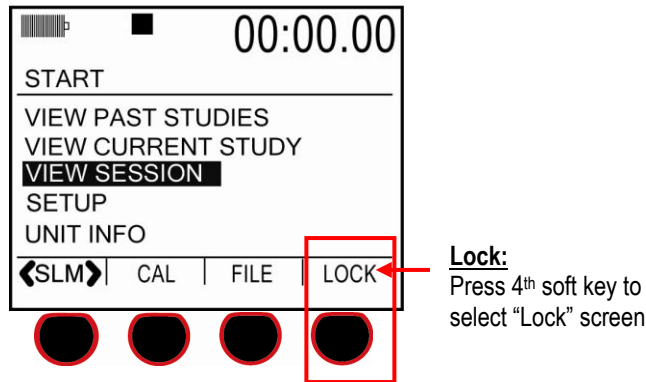 00:00.00
START
VIEW PAST STUDIES
VIEW CURRENT STUDY
VIEW SESSION
SETUP
UNIT INFO
❮SLM❯ | CAL | FILE | LOCK
Lock:
Press 4th soft key to
select “Lock” screen